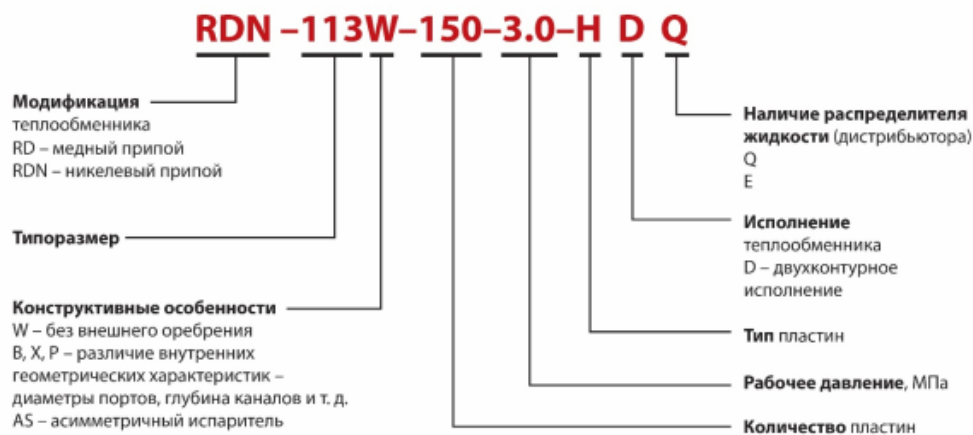 RDN –113W–150–3.0–H D Q
Модификация
теплообменника
RD – медный припой
RDN – никелевый припой
Типоразмер
Конструктивные особенности
W – без внешнего оребрения
B, X, P – различие внутренних
геометрических характеристик –
диаметры портов, глубина каналов и т. д.
AS – асимметричный испаритель
Наличие распределителя
жидкости (дистрибьютора)
Q
E
Исполнение
теплообменника
D – двухконтурное
исполнение
Тип пластин
Рабочее давление, МПа
Количество пластин